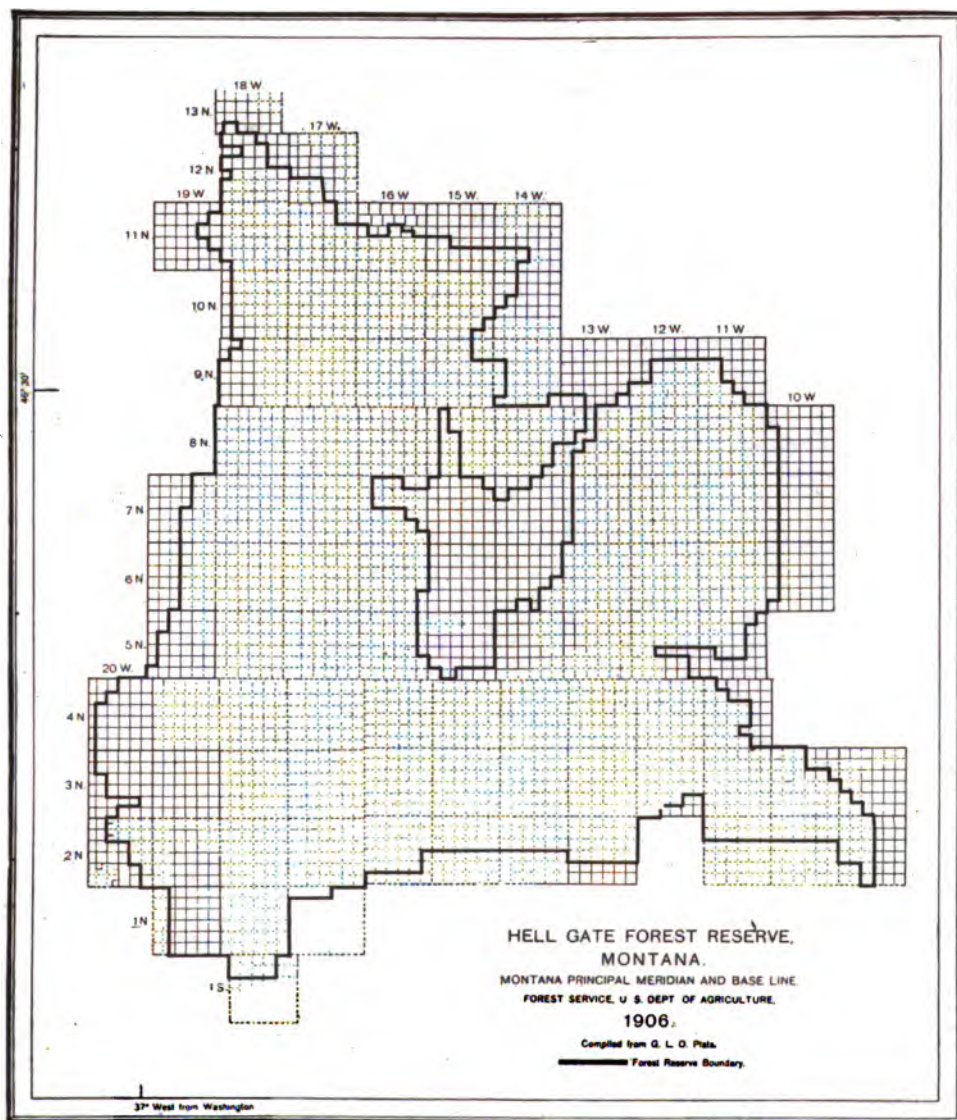 18 W.
13 N.
17 W.
12 N
19 W.
16 W
15 W.
14 W.
11 N.
10 N
13 W
12 W.
11 W
46° 30'
9 N.
10 W
8 N.
7 N
6 N
5 N.
20 W.
4 N
3 N.
2 N
1 N
1 S.
HELL GATE FOREST RESERVE,
MONTANA.
MONTANA PRINCIPAL MERIDIAN AND BASE LINE.
FOREST SERVICE, U. S. DEPT OF AGRICULTURE,
1906.
Compiled from G. L. O. Plats.
Forest Reserve Boundary.
37° West from Washington